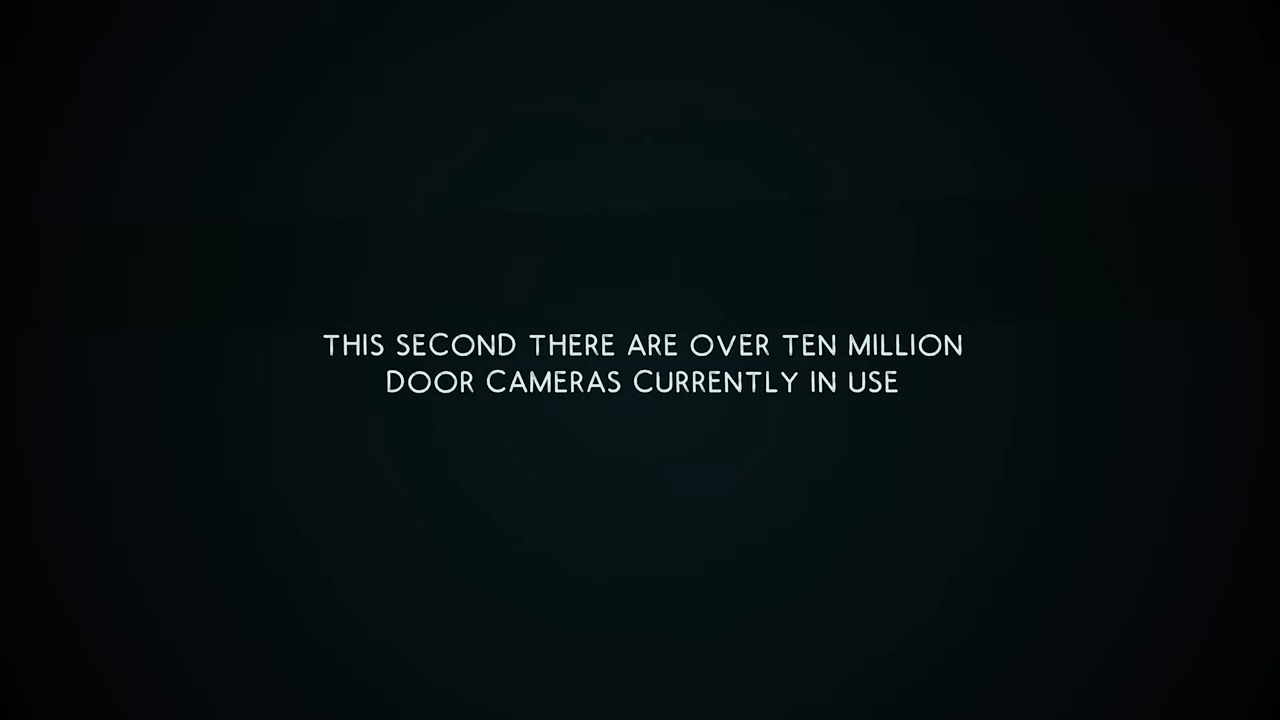 THIS SECOND THERE ARE OVER TEN MILLION
DOOR CAMERAS CURRENTLY IN USE